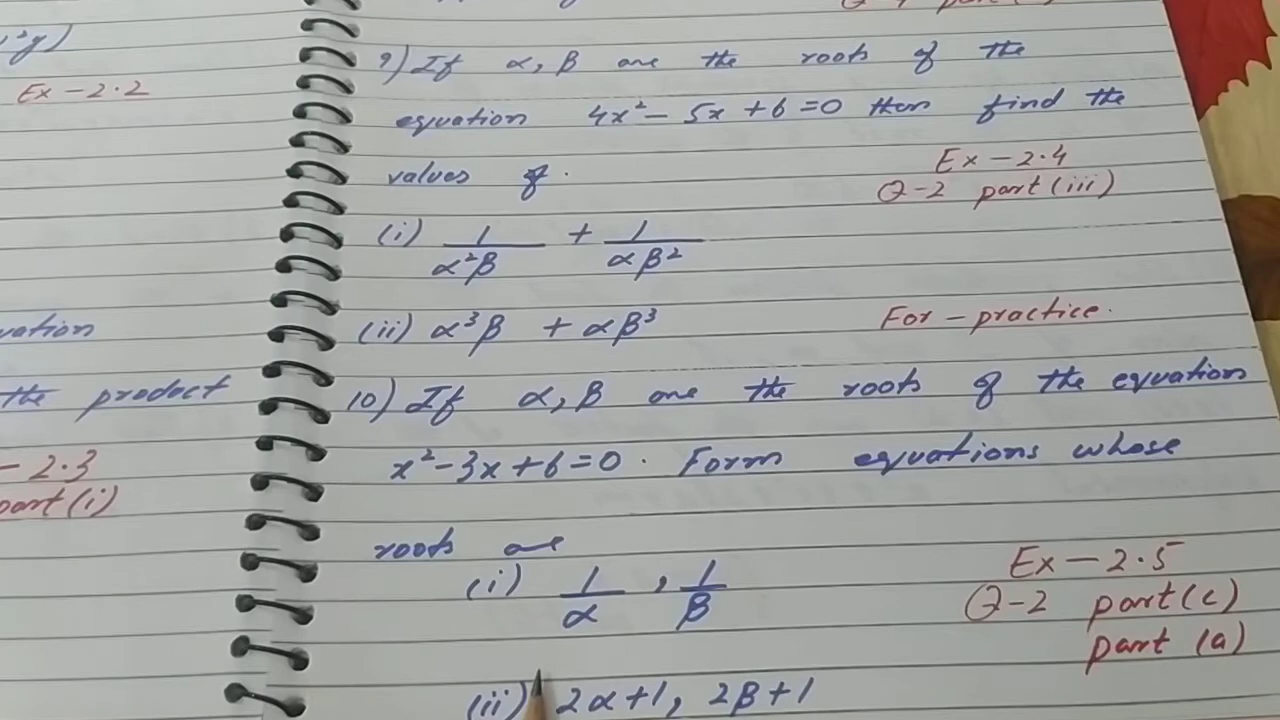 ²y)
Ex - 2.2
uation
the product
- 2.3
part (i)
9) If α, β are the roots of the
equation 4x² - 5x + 6 = 0 then find the
values of.
Ex - 2.4
Q-2 part (iii)
(i) 1/α²β + 1/αβ²
(ii) α³β + αβ³
For - practice.
10) If α, β are the roots of the equation
x² - 3x + 6 = 0. Form equations whose
roots are
(i) 1/α , 1/β
Ex - 2.5
Q-2 part (c)
part (a)
(ii) 2α+1, 2β+1